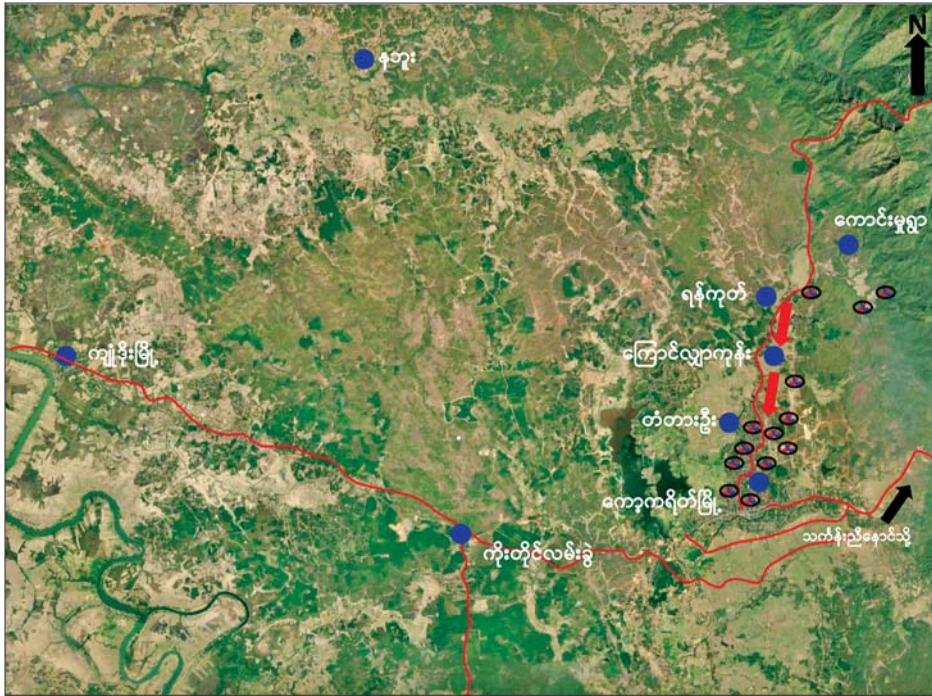 N
နဘူး
ကောင်းမူရွာ
ရန်ကုတ်
ကျုံဒိုးမြို့
ကြောင်လျှာကုန်း
တံတားဦး
ကော့ကရိတ်မြို့
သင်္ကန်းညီနောင်သို့
ကိုးတိုင်လမ်းခွဲ